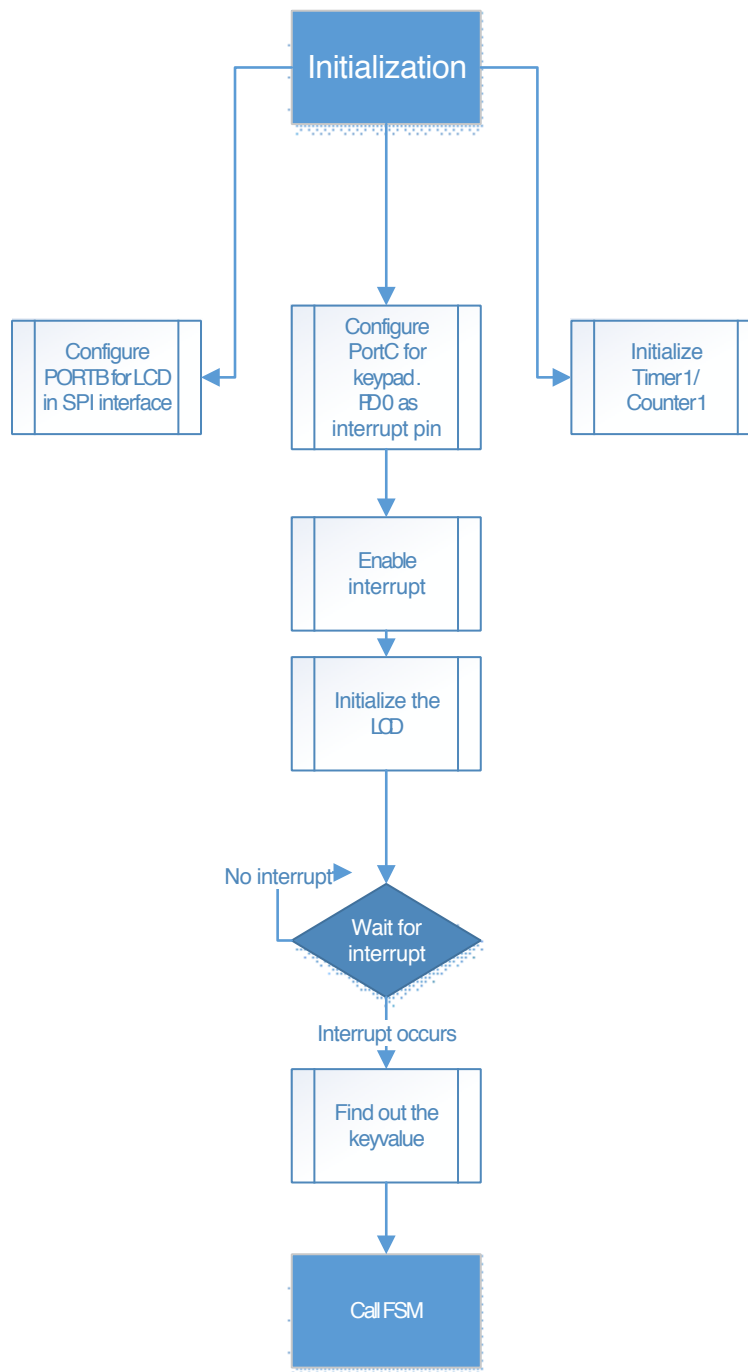 Initialization
Configure
PORTB for LCD
in SPI interface
Configure
PortC for
keypad.
PD0 as
interrupt pin
Initialize
Timer1/
Counter1
Enable
interrupt
Initialize the
LCD
No interrupt
Wait for
interrupt
Interrupt occurs
Find out the
keyvalue
Call FSM